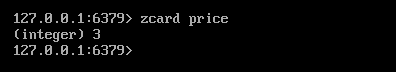 127.0.0.1:6379> zcard price
(integer) 3
127.0.0.1:6379>